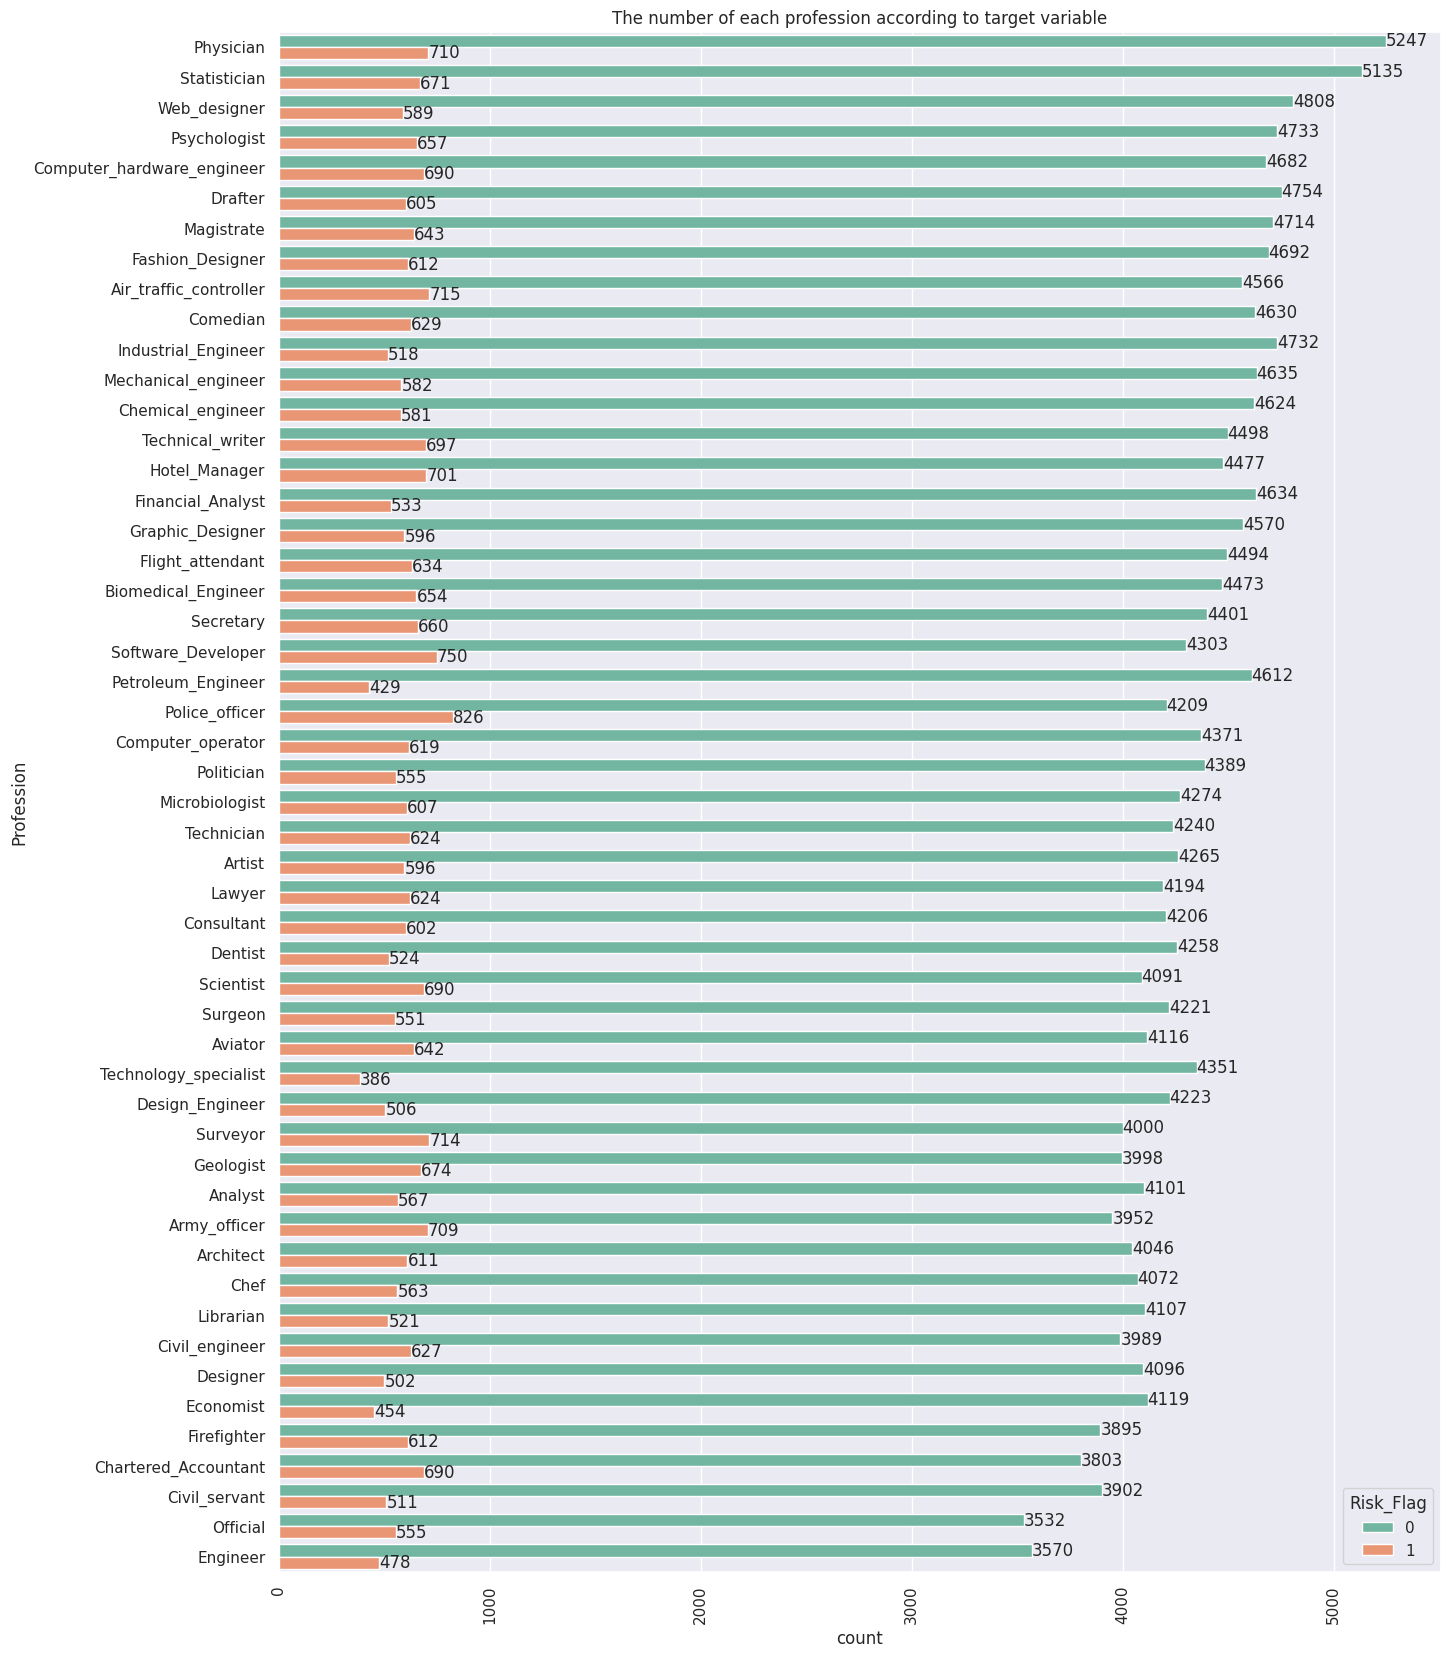 The number of each profession according to target variable
Physician 5247
710
Statistician 5135
671
Web_designer 4808
589
Psychologist 4733
657
Computer_hardware_engineer 4682
690
Drafter 4754
605
Magistrate 4714
643
Fashion_Designer 4692
612
Air_traffic_controller 4566
715
Comedian 4630
629
Industrial_Engineer 4732
518
Mechanical_engineer 4635
582
Chemical_engineer 4624
581
Technical_writer 4498
697
Hotel_Manager 4477
701
Financial_Analyst 4634
533
Graphic_Designer 4570
596
Flight_attendant 4494
634
Biomedical_Engineer 4473
654
Secretary 4401
660
Software_Developer 4303
750
Petroleum_Engineer 4612
429
Police_officer 4209
826
Computer_operator 4371
619
Politician 4389
555
Microbiologist 4274
607
Technician 4240
624
Artist 4265
596
Lawyer 4194
624
Consultant 4206
602
Dentist 4258
524
Scientist 4091
690
Surgeon 4221
551
Aviator 4116
642
Technology_specialist 4351
386
Design_Engineer 4223
506
Surveyor 4000
714
Geologist 3998
674
Analyst 4101
567
Army_officer 3952
709
Architect 4046
611
Chef 4072
563
Librarian 4107
521
Civil_engineer 3989
627
Designer 4096
502
Economist 4119
454
Firefighter 3895
612
Chartered_Accountant 3803
690
Civil_servant 3902
511
Official 3532
555
Engineer 3570
478
Profession
Risk_Flag
0
1
0 1000 2000 3000 4000 5000
count